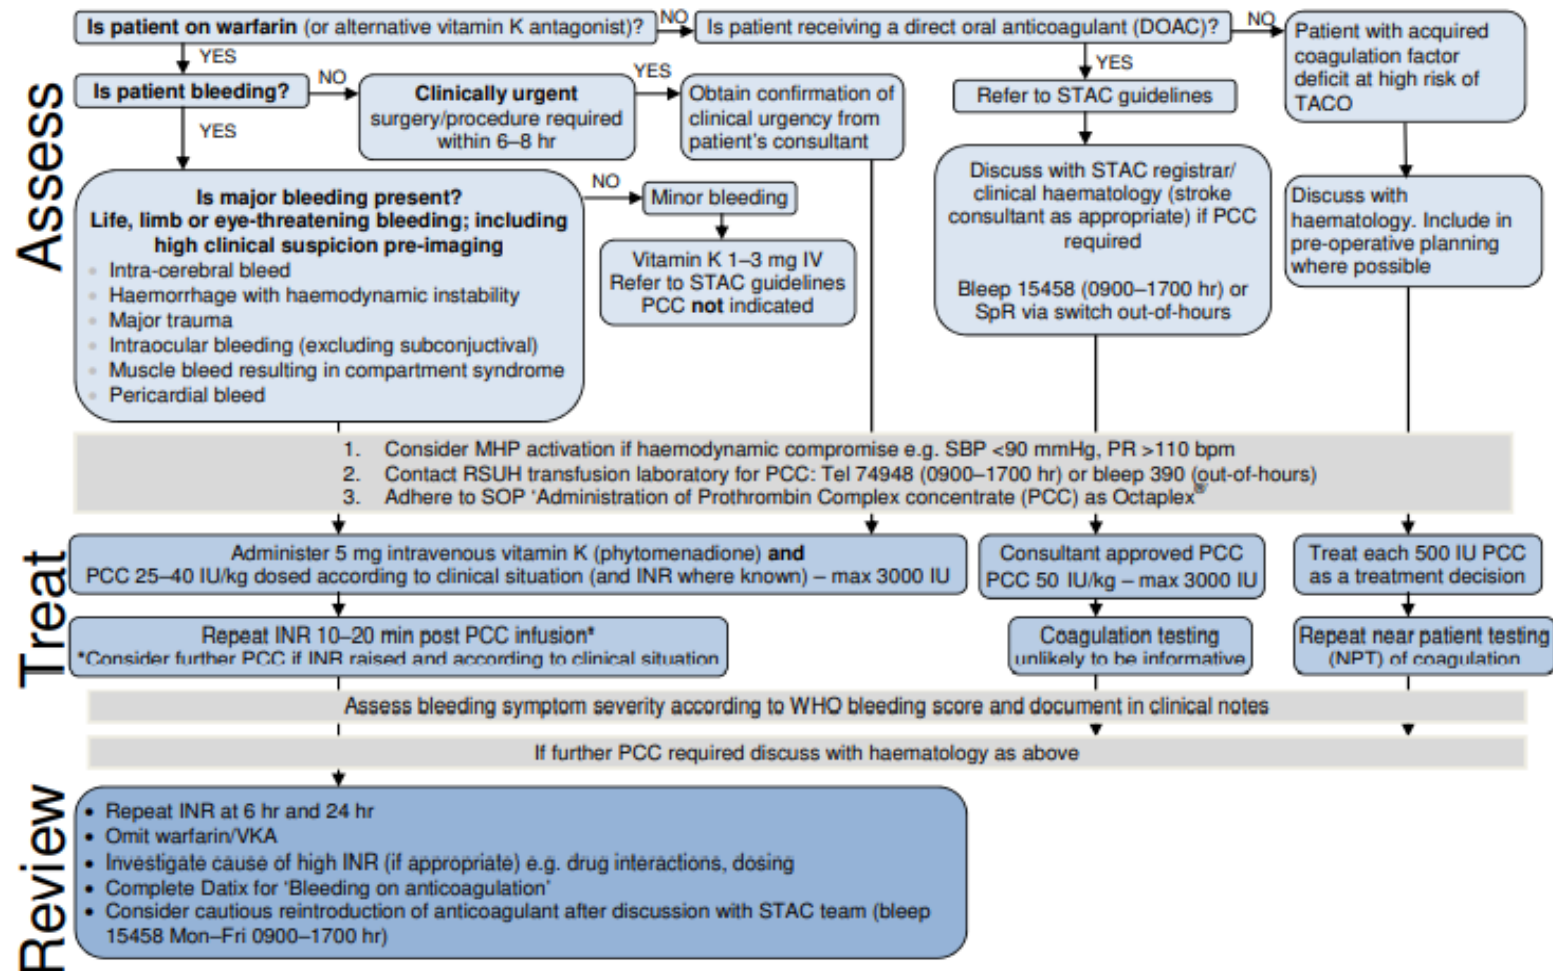 Assess
Is patient on warfarin (or alternative vitamin K antagonist)?
NO
Is patient receiving a direct oral anticoagulant (DOAC)?
NO
Patient with acquired
coagulation factor
deficit at high risk of
TACO
YES
Is patient bleeding?
NO
Clinically urgent
surgery/procedure required
within 6–8 hr
YES
Obtain confirmation of
clinical urgency from
patient's consultant
YES
Refer to STAC guidelines
YES
Is major bleeding present?
Life, limb or eye-threatening bleeding; including
high clinical suspicion pre-imaging
• Intra-cerebral bleed
• Haemorrhage with haemodynamic instability
• Major trauma
• Intraocular bleeding (excluding subconjuctival)
• Muscle bleed resulting in compartment syndrome
• Pericardial bleed
NO
Minor bleeding
Vitamin K 1–3 mg IV
Refer to STAC guidelines
PCC not indicated
Discuss with STAC registrar/
clinical haematology (stroke
consultant as appropriate) if PCC
required
Bleep 15458 (0900–1700 hr) or
SpR via switch out-of-hours
Discuss with
haematology. Include in
pre-operative planning
where possible
1. Consider MHP activation if haemodynamic compromise e.g. SBP <90 mmHg, PR >110 bpm
2. Contact RSUH transfusion laboratory for PCC: Tel 74948 (0900–1700 hr) or bleep 390 (out-of-hours)
3. Adhere to SOP 'Administration of Prothrombin Complex concentrate (PCC) as Octaplex®'
Treat
Administer 5 mg intravenous vitamin K (phytomenadione) and
PCC 25–40 IU/kg dosed according to clinical situation (and INR where known) – max 3000 IU
Consultant approved PCC
PCC 50 IU/kg – max 3000 IU
Treat each 500 IU PCC
as a treatment decision
Repeat INR 10–20 min post PCC infusion*
*Consider further PCC if INR raised and according to clinical situation
Coagulation testing
unlikely to be informative
Repeat near patient testing
(NPT) of coagulation
Assess bleeding symptom severity according to WHO bleeding score and document in clinical notes
If further PCC required discuss with haematology as above
Review
• Repeat INR at 6 hr and 24 hr
• Omit warfarin/VKA
• Investigate cause of high INR (if appropriate) e.g. drug interactions, dosing
• Complete Datix for 'Bleeding on anticoagulation'
• Consider cautious reintroduction of anticoagulant after discussion with STAC team (bleep
15458 Mon–Fri 0900–1700 hr)